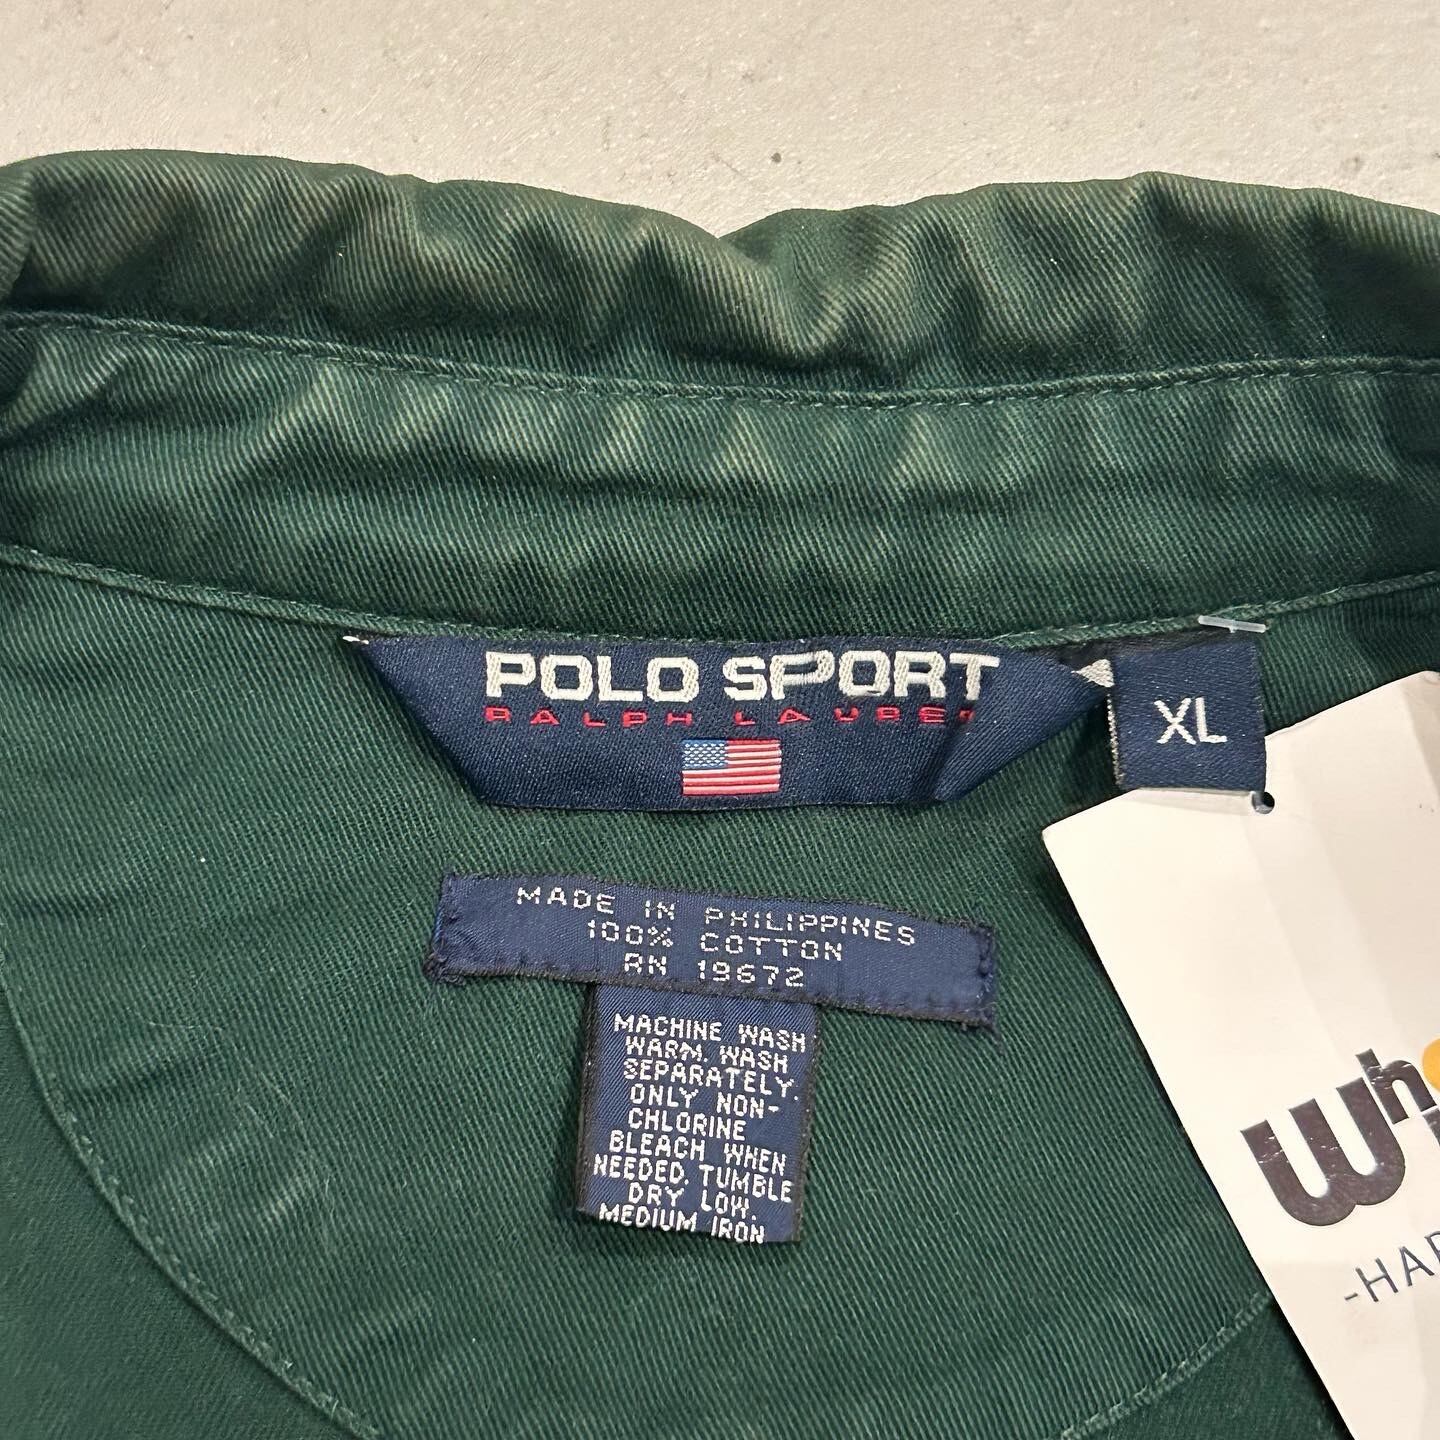 POLO SPORT
RALPH LAUREN
XL
MADE IN PHILIPPINES
100% COTTON
RN 19672
MACHINE WASH
WARM. WASH
SEPARATELY.
ONLY NON-
CHLORINE
BLEACH WHEN
NEEDED. TUMBLE
DRY LOW.
MEDIUM IRON